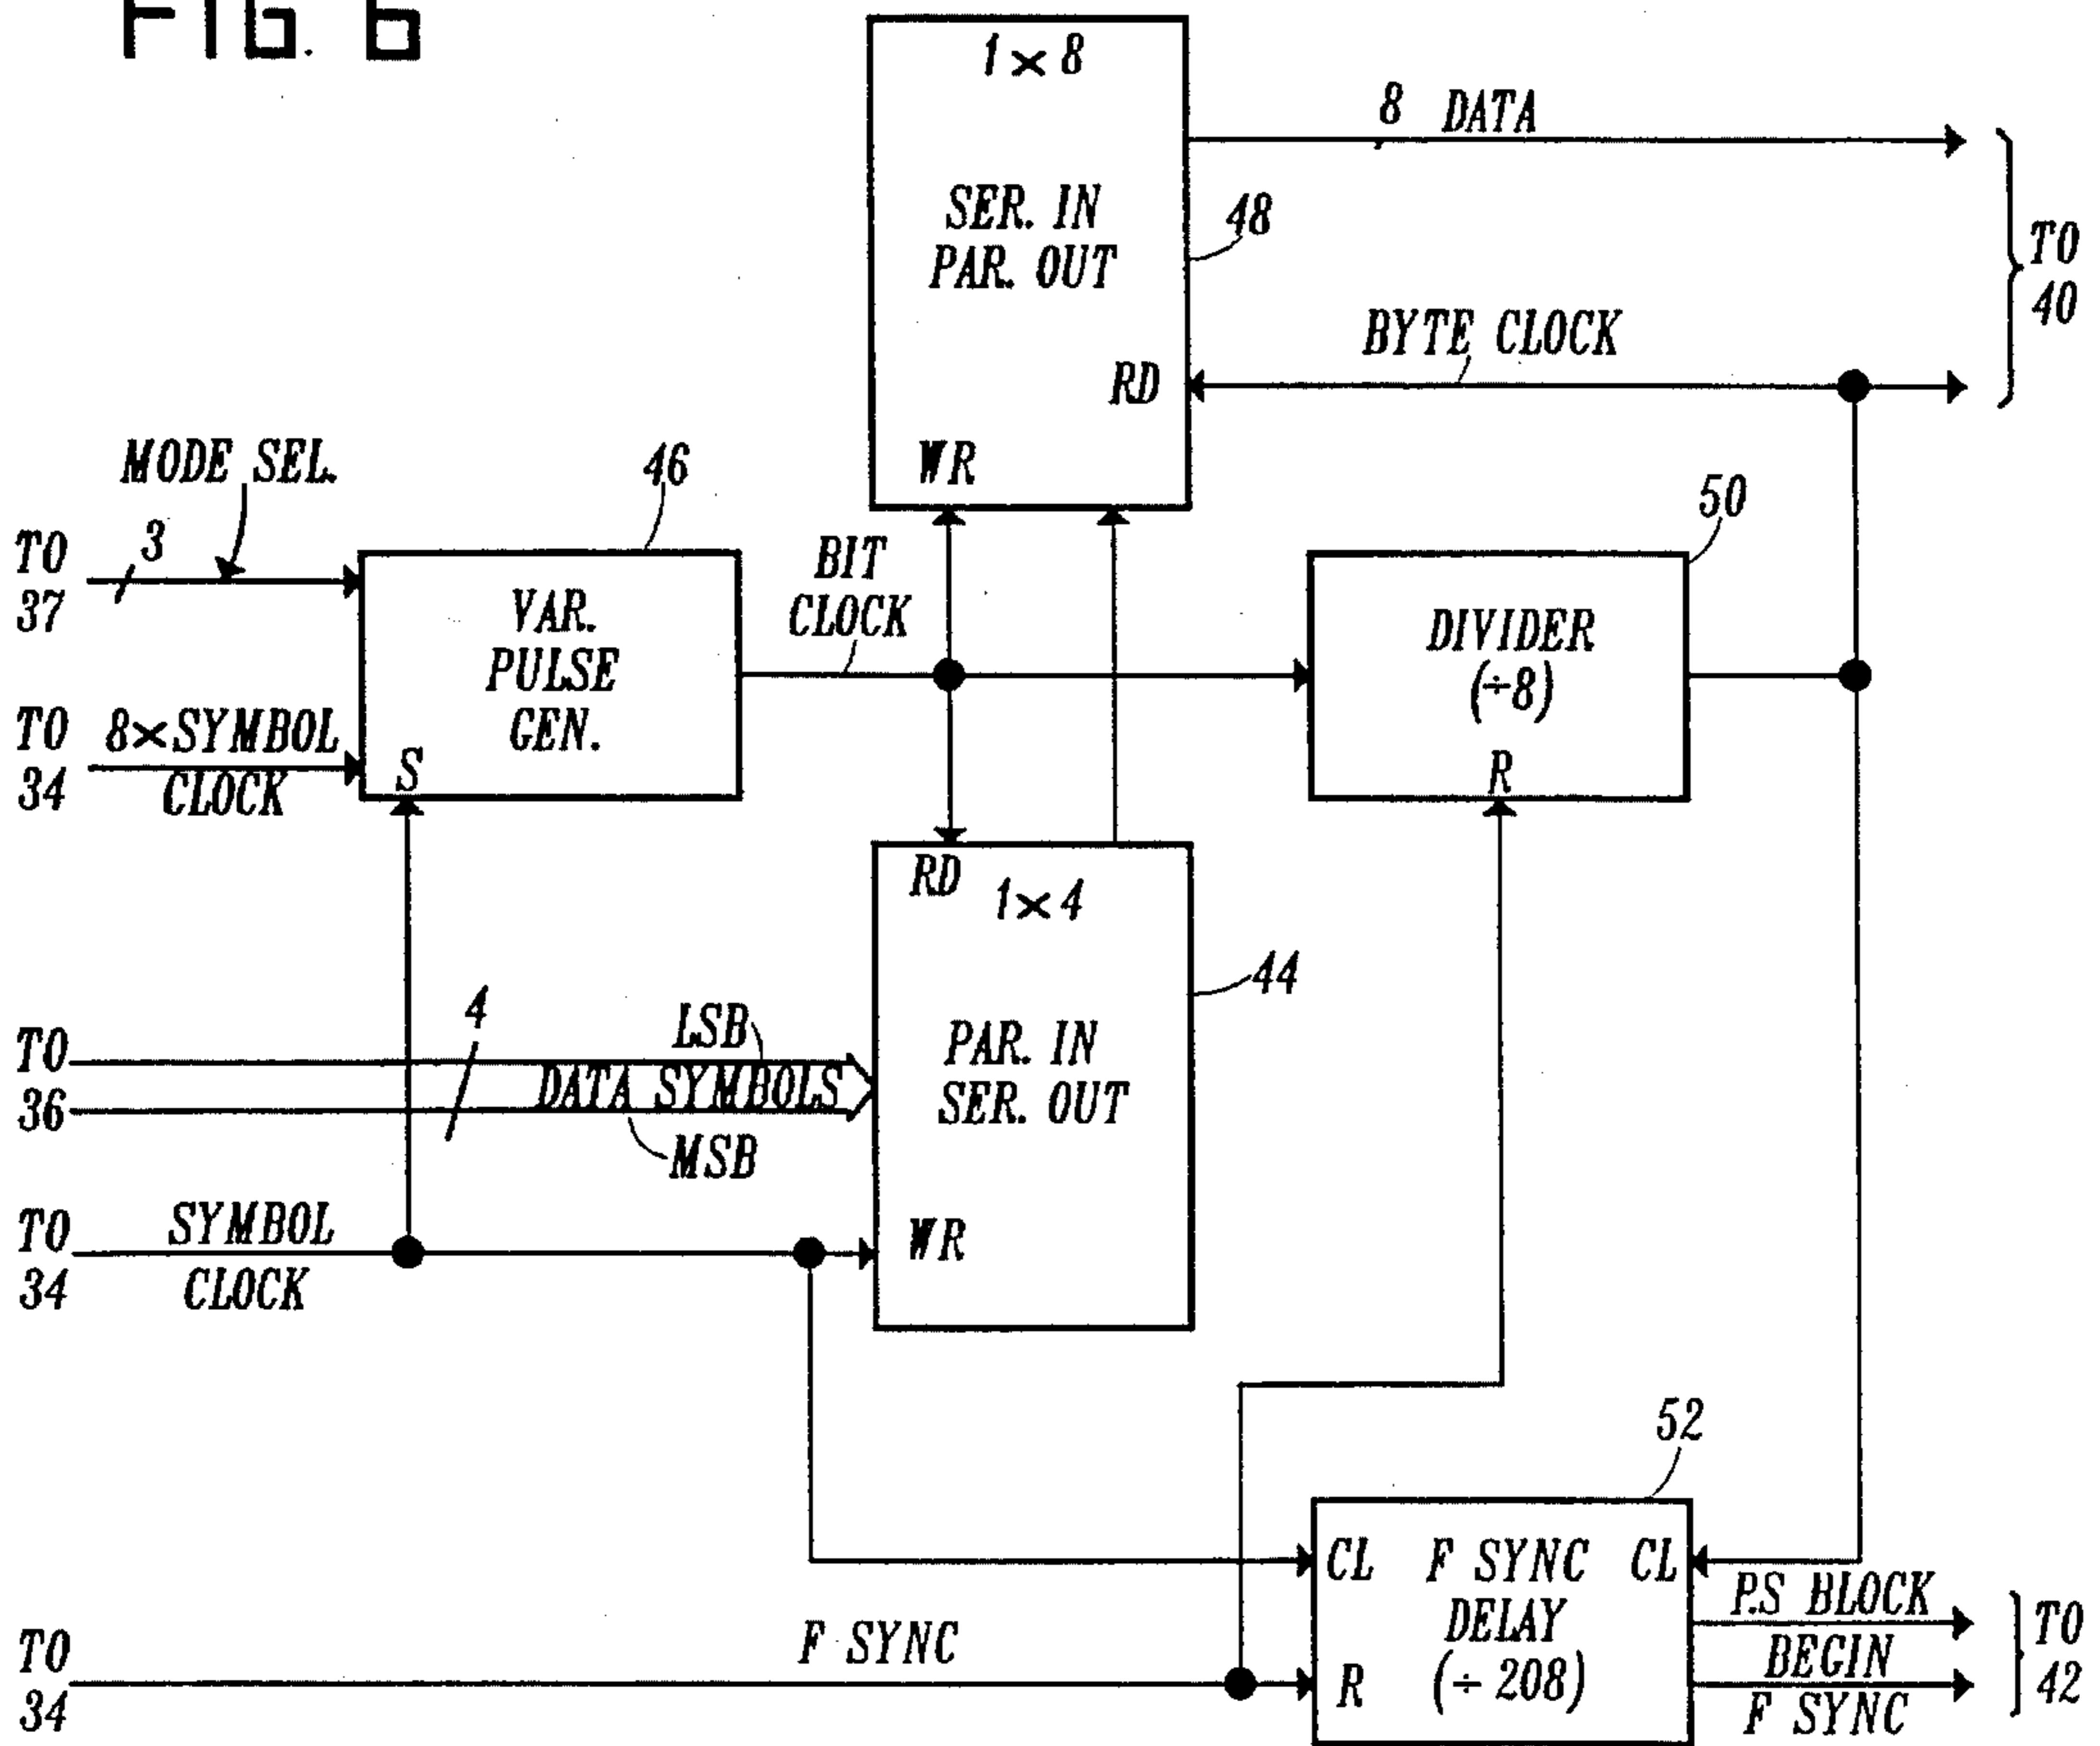 FIG. 6
1 × 8
SER. IN
PAR. OUT
RD
WR
48
8 DATA
BYTE CLOCK
TO
40
MODE SEL.
TO
37
3
46
VAR.
PULSE
GEN.
S
TO
34
8×SYMBOL
CLOCK
BIT
CLOCK
50
DIVIDER
(÷8)
R
RD
1×4
PAR. IN
SER. OUT
WR
44
TO
36
4
LSB
DATA SYMBOLS
MSB
TO
34
SYMBOL
CLOCK
52
CL F SYNC CL
DELAY
R (÷ 208)
TO
34
F SYNC
P.S BLOCK
BEGIN
F SYNC
TO
42